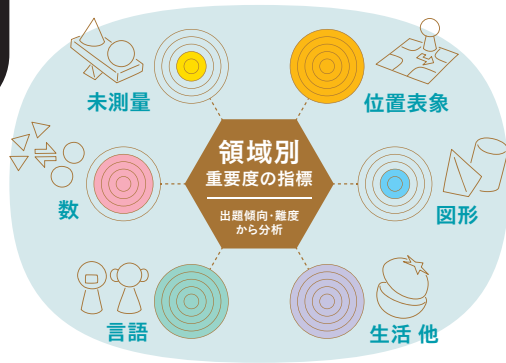 未測量
位置表象
領域別
重要度の指標
出題傾向・難度
から分析
数
図形
言語
生活 他